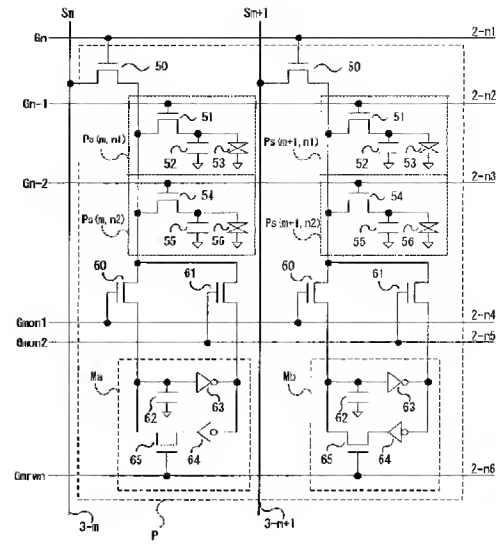 Sm Sm+1
Gn 2-n1
50 50
Gn-1 2-n2
51 51
Ps(m,n1) 52 53 Ps(m+1,n1) 52 53
Gn-2 2-n3
54 54
Ps(m,n2) 55 56 Ps(m+1,n2) 55 56
60 61 60 61
Gmon1 2-n4
Gmon2 2-n5
Ma Mb
62 63 62 63
65 64 65 64
Gmrwn 2-n6
3-m 3-n+1
P